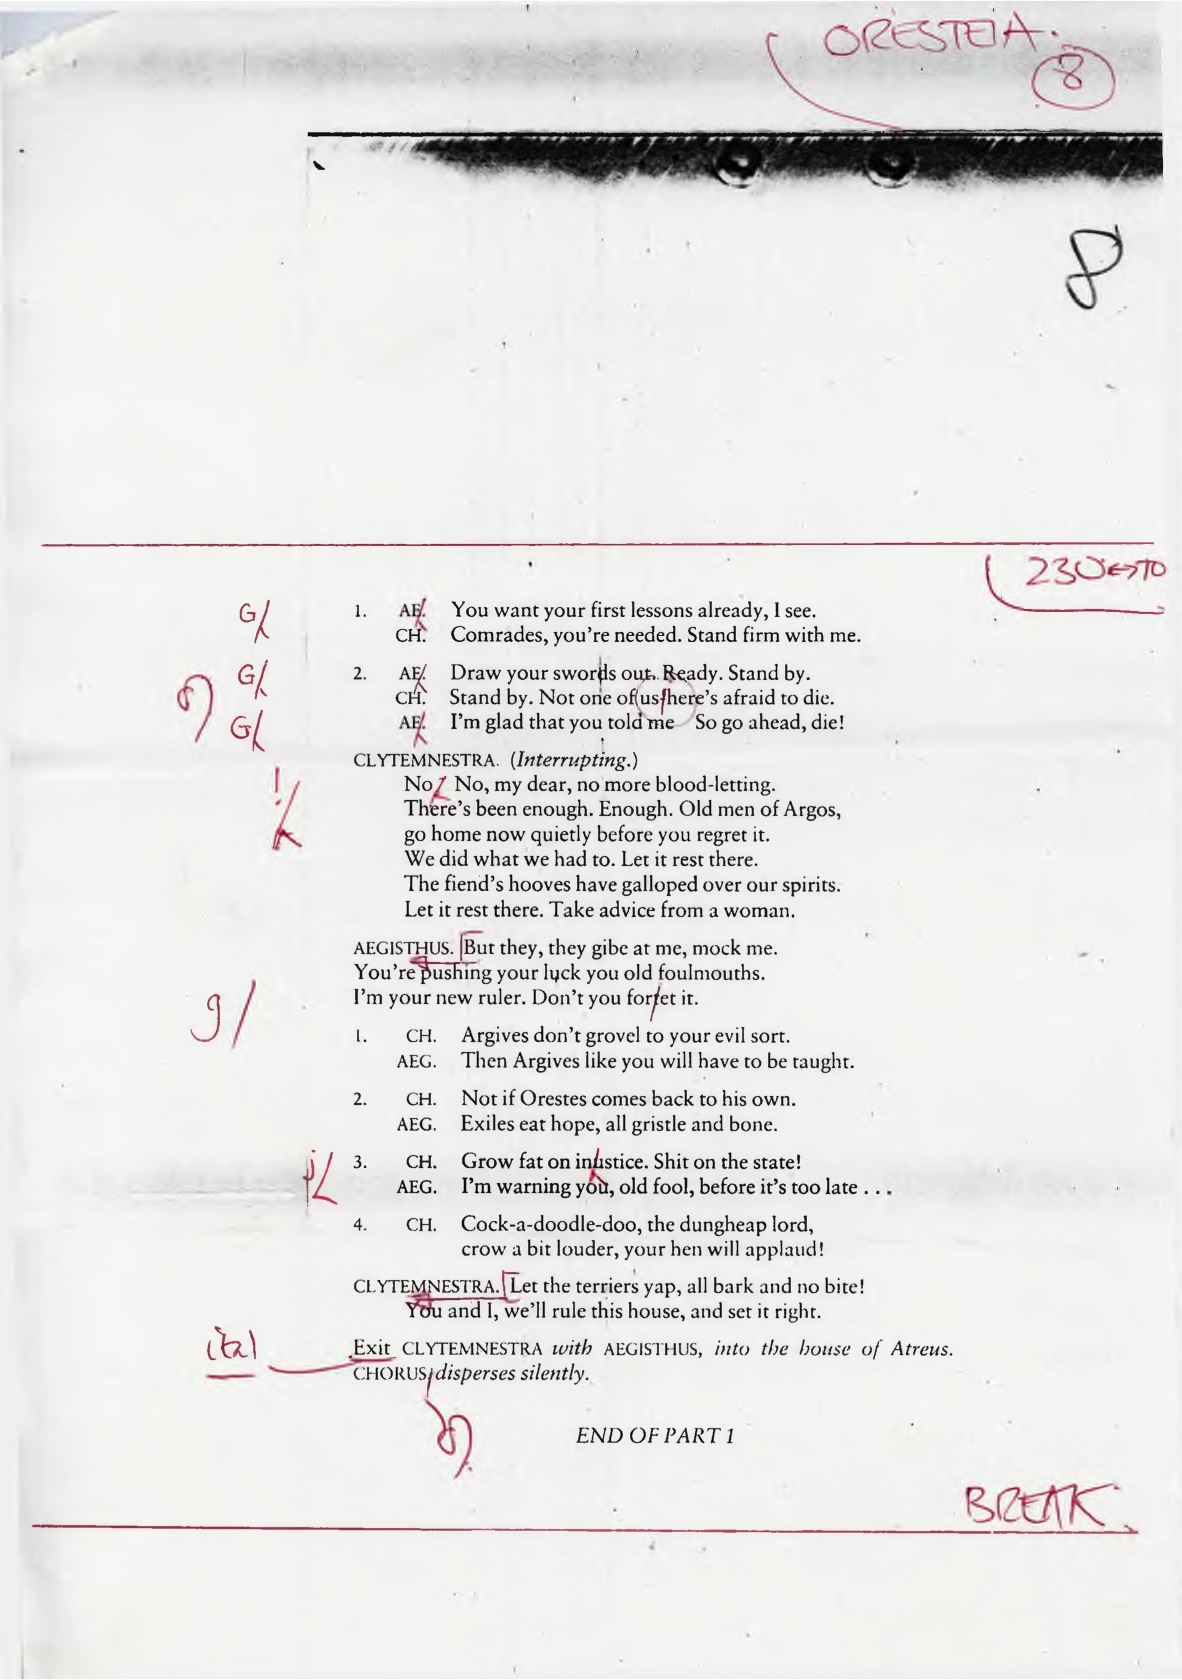 ORESTEIA.
8
8
230 ↔ TO
G/ 1. AE. You want your first lessons already, I see.
CH. Comrades, you're needed. Stand firm with me.
G/ 2. AE. Draw your swords out. Ready. Stand by.
CH. Stand by. Not one of us here's afraid to die.
G/ AE. I'm glad that you told me So go ahead, die!
CLYTEMNESTRA. (Interrupting.)
!/ No No, my dear, no more blood-letting.
There's been enough. Enough. Old men of Argos,
go home now quietly before you regret it.
We did what we had to. Let it rest there.
The fiend's hooves have galloped over our spirits.
Let it rest there. Take advice from a woman.
AEGISTHUS. But they, they gibe at me, mock me.
You're pushing your luck you old foulmouths.
g/ I'm your new ruler. Don't you forget it.
1. CH. Argives don't grovel to your evil sort.
AEG. Then Argives like you will have to be taught.
2. CH. Not if Orestes comes back to his own.
AEG. Exiles eat hope, all gristle and bone.
j/ 3. CH. Grow fat on inustice. Shit on the state!
AEG. I'm warning you, old fool, before it's too late . . .
4. CH. Cock-a-doodle-doo, the dungheap lord,
crow a bit louder, your hen will applaud!
CLYTEMNESTRA. Let the terriers yap, all bark and no bite!
You and I, we'll rule this house, and set it right.
ital Exit CLYTEMNESTRA with AEGISTHUS, into the house of Atreus.
CHORUS disperses silently.
END OF PART 1
BREAK.